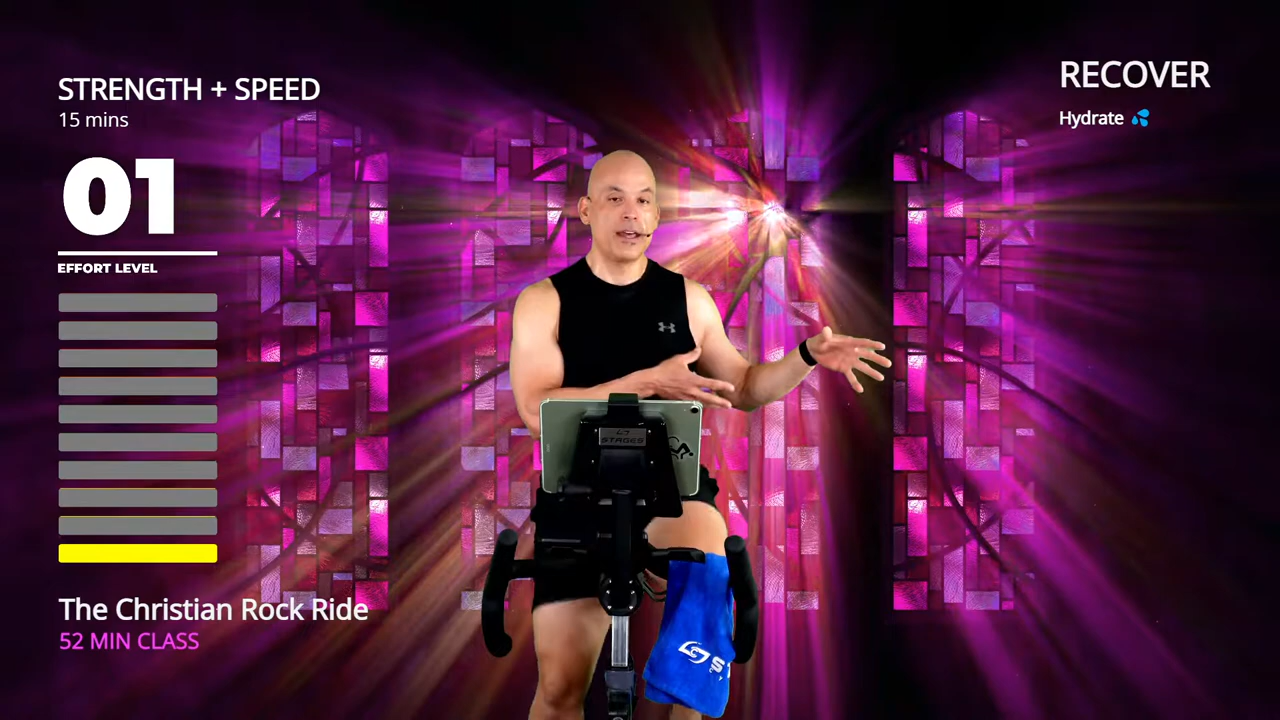 STRENGTH + SPEED
15 mins
01
EFFORT LEVEL
RECOVER
Hydrate
STAGES
The Christian Rock Ride
52 MIN CLASS